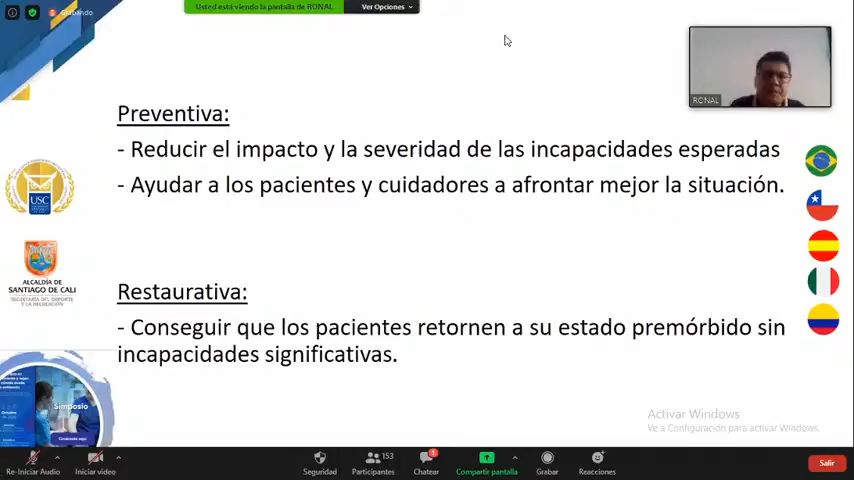 Grabando
Usted está viendo la pantalla de RONAL
Ver Opciones
RONAL
Preventiva:
- Reducir el impacto y la severidad de las incapacidades esperadas
- Ayudar a los pacientes y cuidadores a afrontar mejor la situación.
USC
ALCALDÍA DE
SANTIAGO DE CALI
SECRETARÍA DEL DEPORTE
Y LA RECREACIÓN
Restaurativa:
- Conseguir que los pacientes retornen a su estado premórbido sin
incapacidades significativas.
Simposio
Activar Windows
Ve a Configuración para activar Windows.
Re-Iniciar Audio
Iniciar video
Seguridad
153
Participantes
1
Chatear
Compartir pantalla
Grabar
Reacciones
Salir